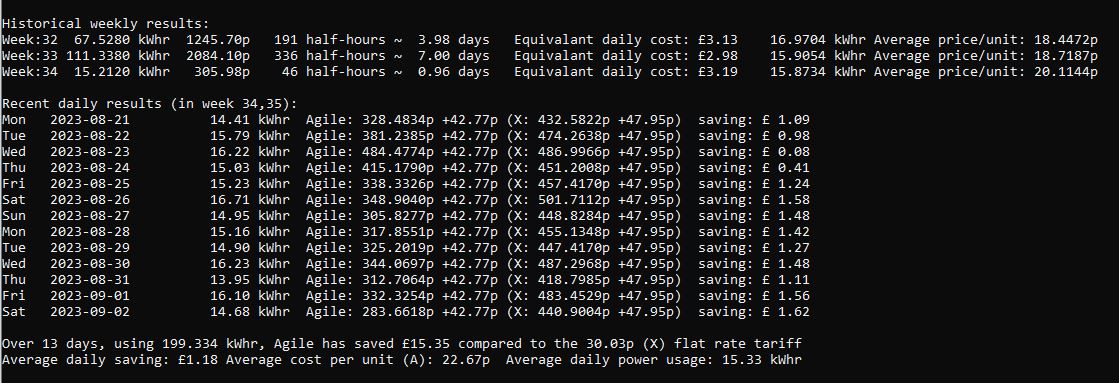 Historical weekly results:
Week:32  67.5280 kWhr  1245.70p   191 half-hours ~  3.98 days   Equivalant daily cost: £3.13    16.9704 kWhr Average price/unit: 18.4472p
Week:33 111.3380 kWhr  2084.10p   336 half-hours ~  7.00 days   Equivalant daily cost: £2.98    15.9054 kWhr Average price/unit: 18.7187p
Week:34  15.2120 kWhr   305.98p    46 half-hours ~  0.96 days   Equivalant daily cost: £3.19    15.8734 kWhr Average price/unit: 20.1144p
Recent daily results (in week 34,35):
Mon   2023-08-21          14.41 kWhr  Agile: 328.4834p +42.77p (X: 432.5822p +47.95p)  saving: £ 1.09
Tue   2023-08-22          15.79 kWhr  Agile: 381.2385p +42.77p (X: 474.2638p +47.95p)  saving: £ 0.98
Wed   2023-08-23          16.22 kWhr  Agile: 484.4774p +42.77p (X: 486.9966p +47.95p)  saving: £ 0.08
Thu   2023-08-24          15.03 kWhr  Agile: 415.1790p +42.77p (X: 451.2008p +47.95p)  saving: £ 0.41
Fri   2023-08-25          15.23 kWhr  Agile: 338.3326p +42.77p (X: 457.4170p +47.95p)  saving: £ 1.24
Sat   2023-08-26          16.71 kWhr  Agile: 348.9040p +42.77p (X: 501.7112p +47.95p)  saving: £ 1.58
Sun   2023-08-27          14.95 kWhr  Agile: 305.8277p +42.77p (X: 448.8284p +47.95p)  saving: £ 1.48
Mon   2023-08-28          15.16 kWhr  Agile: 317.8551p +42.77p (X: 455.1348p +47.95p)  saving: £ 1.42
Tue   2023-08-29          14.90 kWhr  Agile: 325.2019p +42.77p (X: 447.4170p +47.95p)  saving: £ 1.27
Wed   2023-08-30          16.23 kWhr  Agile: 344.0697p +42.77p (X: 487.2968p +47.95p)  saving: £ 1.48
Thu   2023-08-31          13.95 kWhr  Agile: 312.7064p +42.77p (X: 418.7985p +47.95p)  saving: £ 1.11
Fri   2023-09-01          16.10 kWhr  Agile: 332.3254p +42.77p (X: 483.4529p +47.95p)  saving: £ 1.56
Sat   2023-09-02          14.68 kWhr  Agile: 283.6618p +42.77p (X: 440.9004p +47.95p)  saving: £ 1.62
Over 13 days, using 199.334 kWhr, Agile has saved £15.35 compared to the 30.03p (X) flat rate tariff
Average daily saving: £1.18 Average cost per unit (A): 22.67p  Average daily power usage: 15.33 kWhr